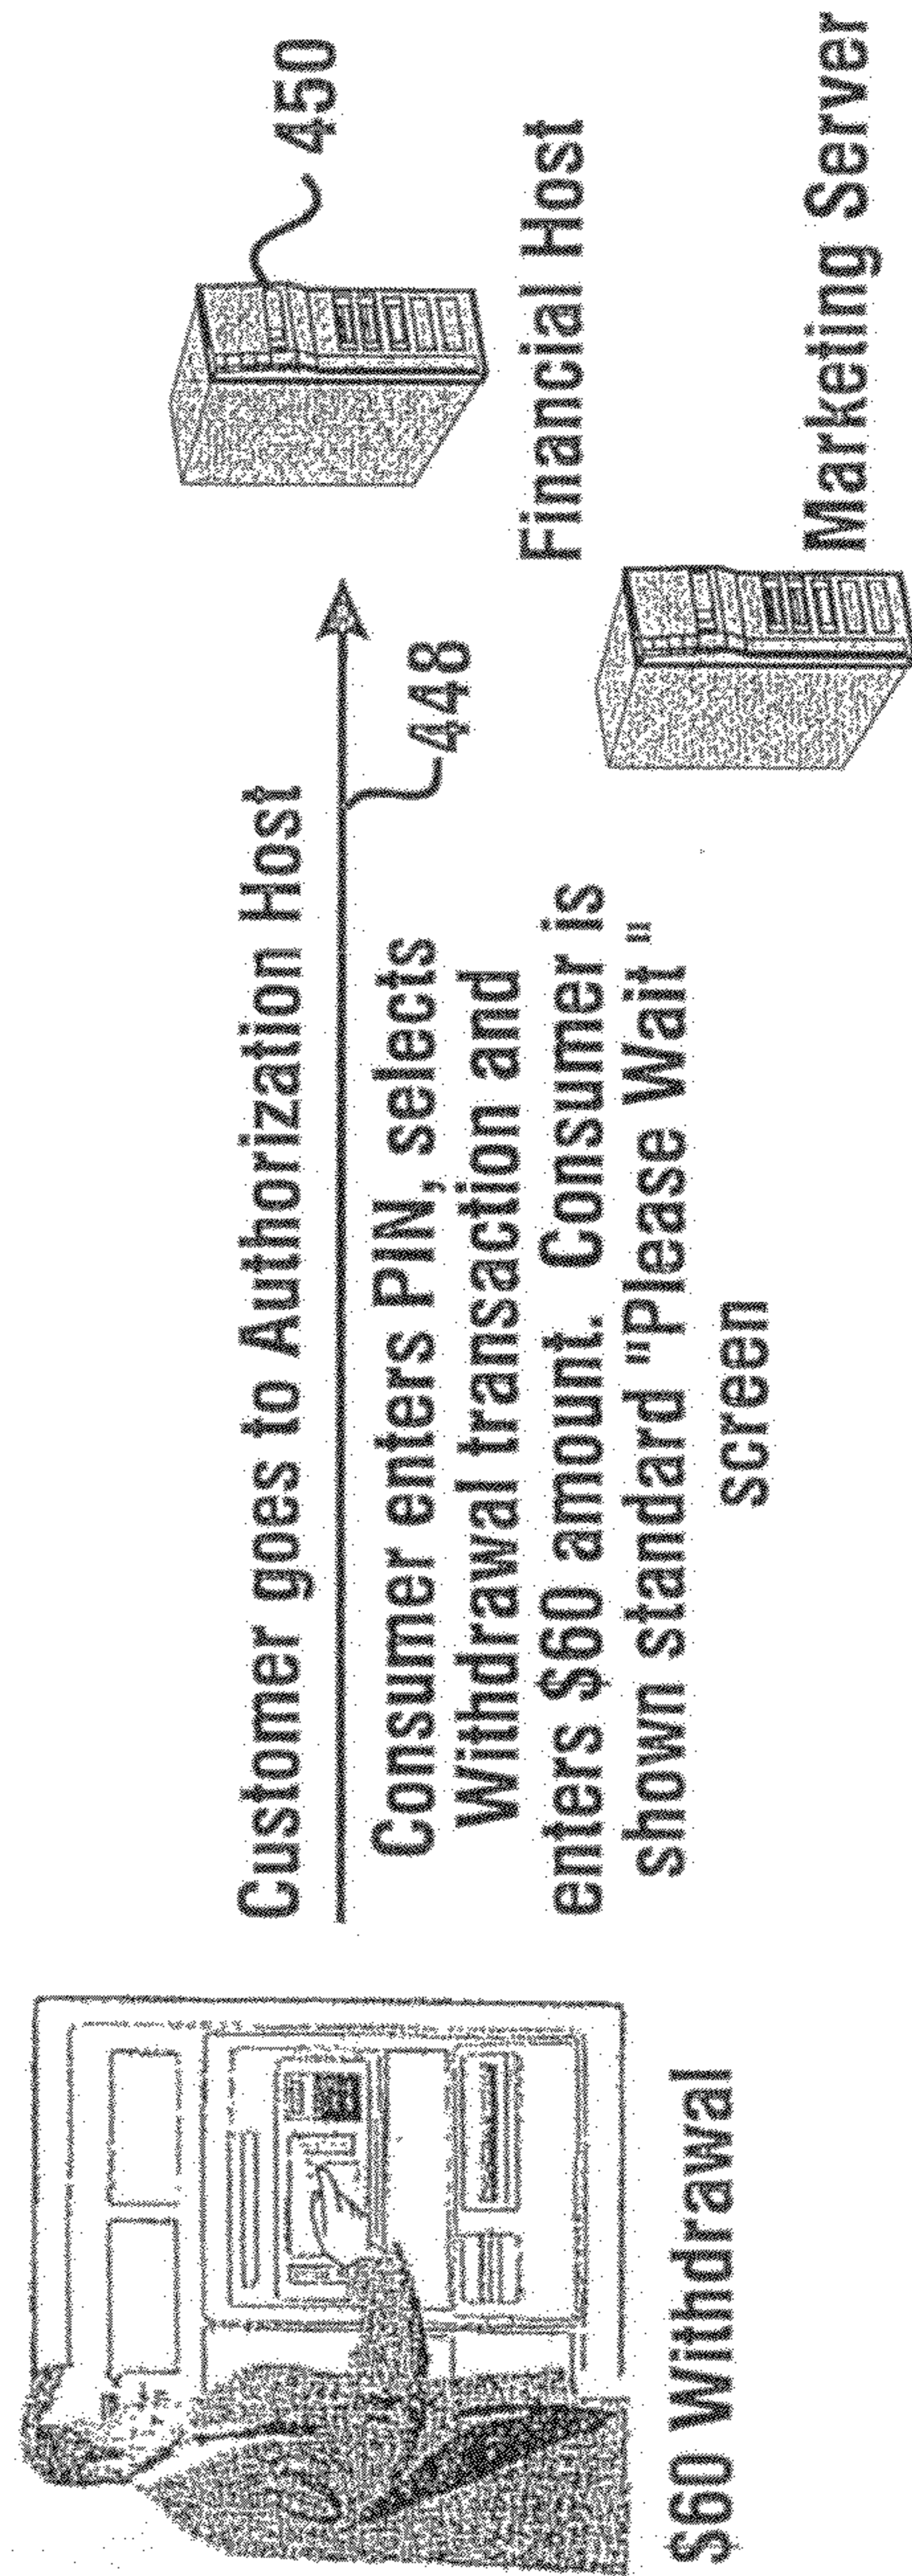 Customer goes to Authorization Host
450
448
Consumer enters PIN, selects
Withdrawal transaction and
enters $60 amount. Consumer is
shown standard "Please Wait "
screen
Financial Host
Marketing Server
$60 Withdrawal